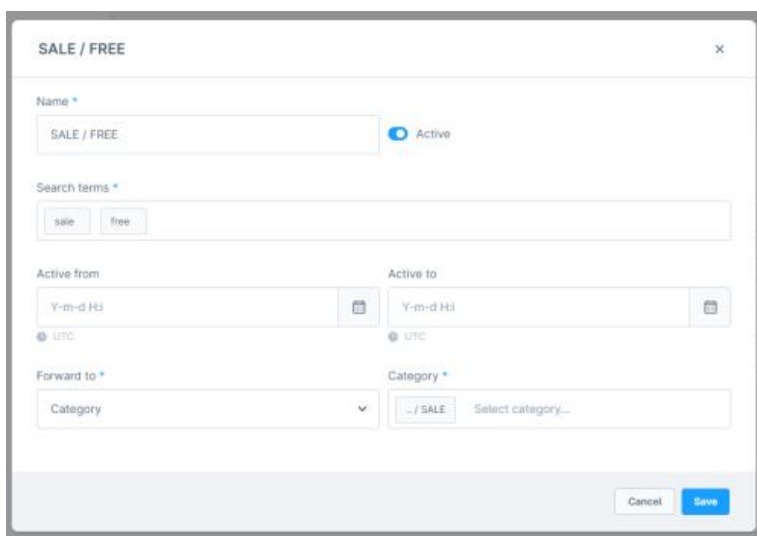 SALE / FREE
Name *
SALE / FREE
Active
Search terms *
sale free
Active from Active to
Y-m-d H:i Y-m-d H:i
UTC UTC
Forward to * Category *
Category ../ SALE Select category...
Cancel Save